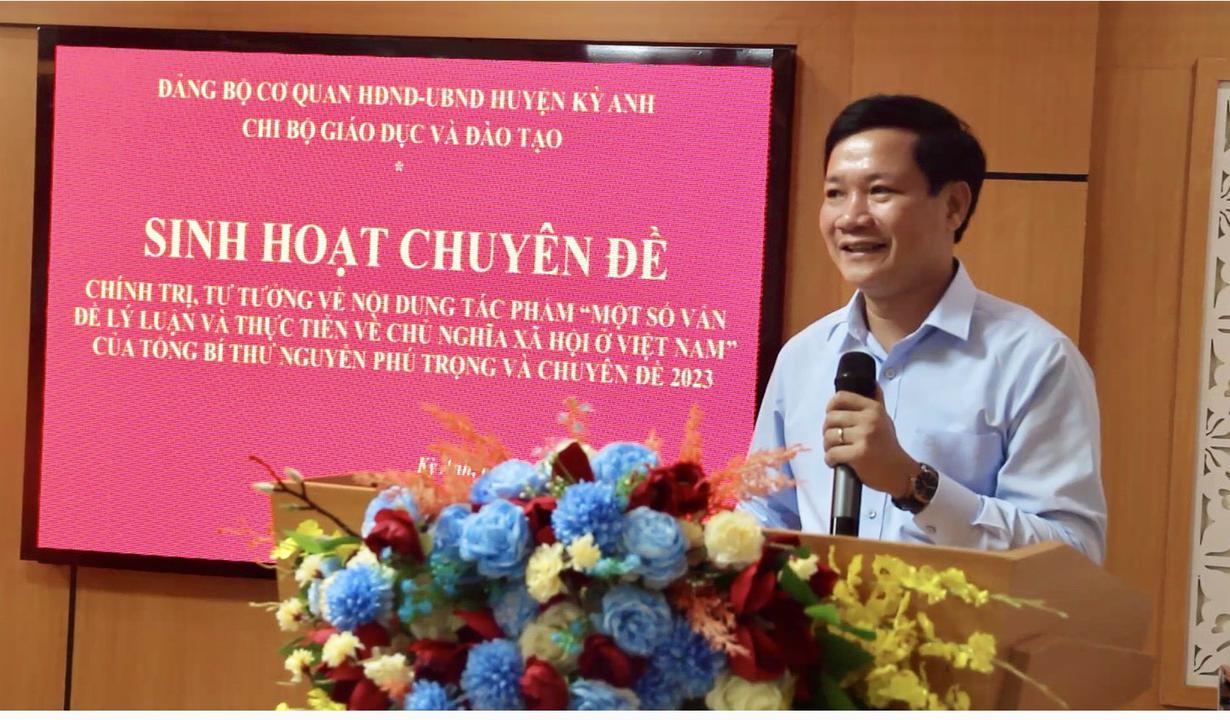 ĐẢNG BỘ CƠ QUAN HĐND-UBND HUYỆN KỲ ANH
CHI BỘ GIÁO DỤC VÀ ĐÀO TẠO
*
SINH HOẠT CHUYÊN ĐỀ
CHÍNH TRỊ, TƯ TƯỞNG VỀ NỘI DUNG TÁC PHẨM “MỘT SỐ VẤN
ĐỀ LÝ LUẬN VÀ THỰC TIỄN VỀ CHỦ NGHĨA XÃ HỘI Ở VIỆT NAM”
CỦA TỔNG BÍ THƯ NGUYỄN PHÚ TRỌNG VÀ CHUYÊN ĐỀ 2023